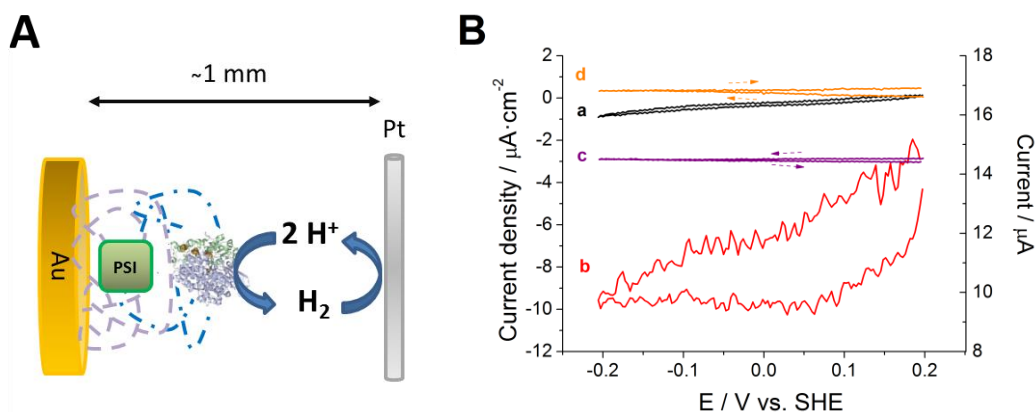 A
~1 mm
Pt
Au
PSI
2 H⁺
H₂
B
Current density / µA·cm⁻²
2
0
-2
-4
-6
-8
-10
-12
d
a
c
b
18
16
14
12
10
8
Current / µA
-0.2 -0.1 0.0 0.1 0.2
E / V vs. SHE